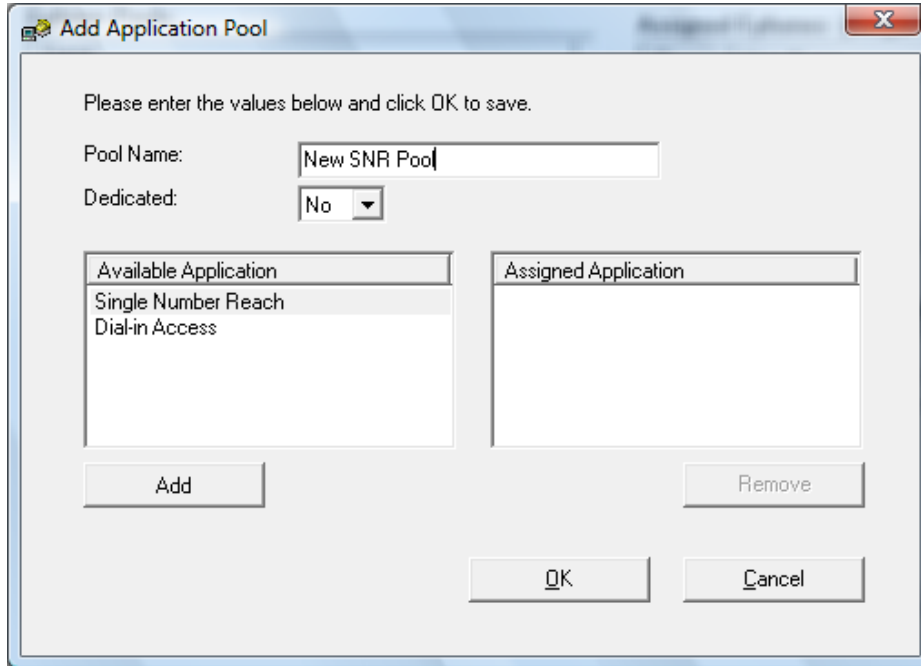 Add Application Pool
Please enter the values below and click OK to save.
Pool Name: New SNR Pool
Dedicated: No
Available Application
Single Number Reach
Dial-in Access
Assigned Application
Add
Remove
OK
Cancel